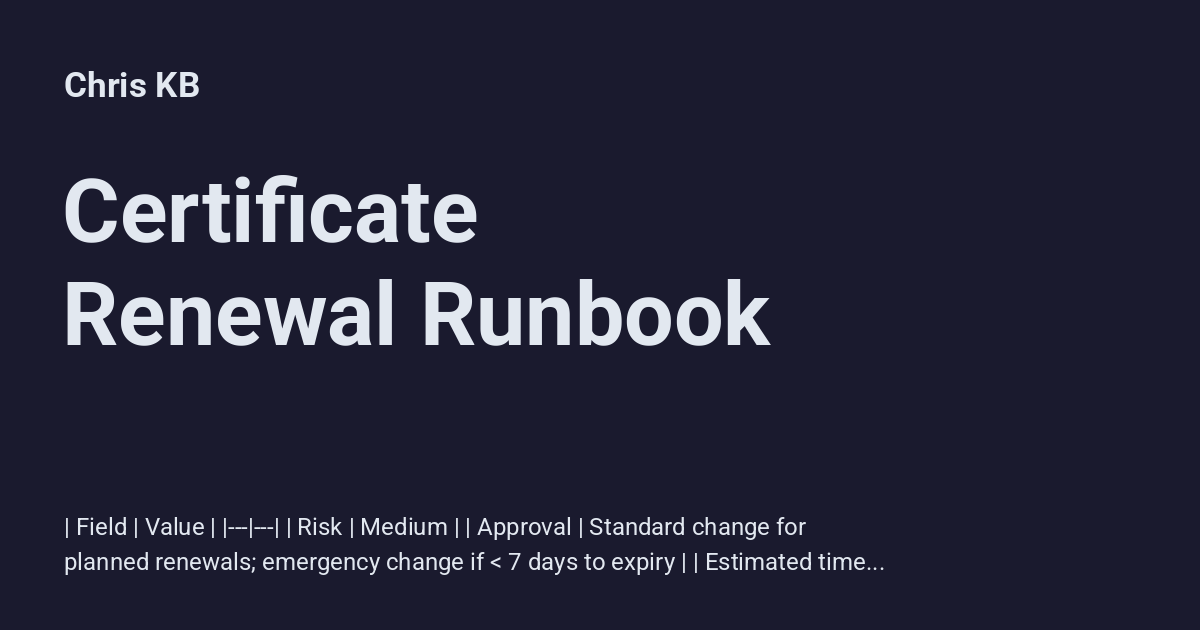 Chris KB
Certificate
Renewal Runbook
| Field | Value | |---|---| | Risk | Medium | | Approval | Standard change for
planned renewals; emergency change if < 7 days to expiry | | Estimated time...